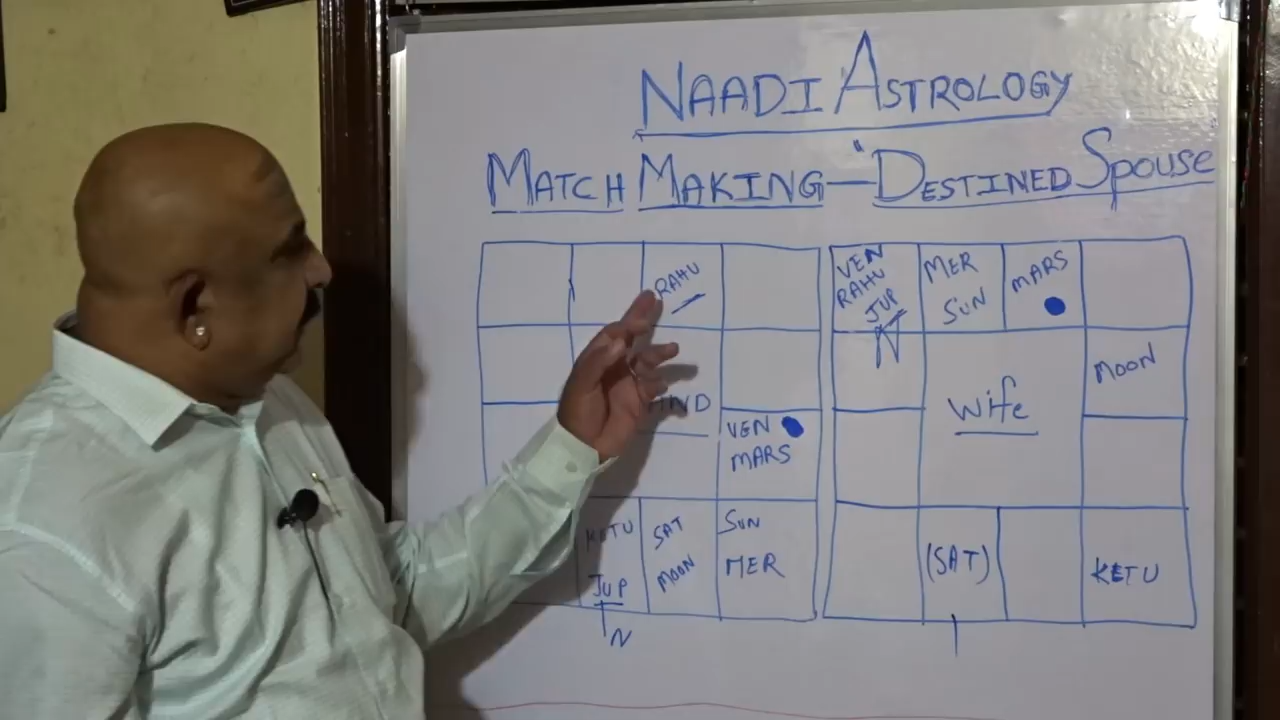 NAADI ASTROLOGY
MATCH MAKING — "DESTINED SPOUSE
RAHU
VEN
MARS
KETU
JUP
N
SAT
MOON
SUN
MER
VEN
RAHU
JUP
N
MER
SUN
MARS
MOON
Wife
(SAT)
KETU